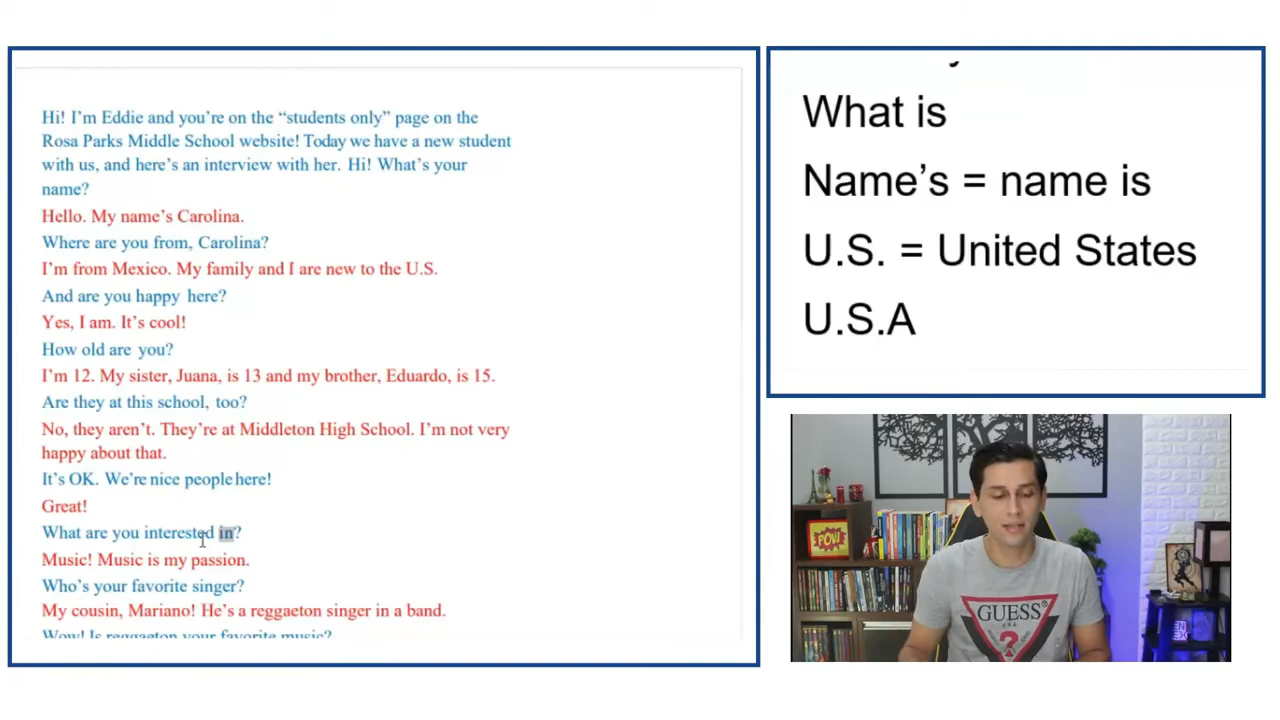 Hi! I'm Eddie and you're on the “students only” page on the
Rosa Parks Middle School website! Today we have a new student
with us, and here's an interview with her. Hi! What's your
name?
Hello. My name's Carolina.
Where are you from, Carolina?
I'm from Mexico. My family and I are new to the U.S.
And are you happy here?
Yes, I am. It's cool!
How old are you?
I'm 12. My sister, Juana, is 13 and my brother, Eduardo, is 15.
Are they at this school, too?
No, they aren't. They're at Middleton High School. I'm not very
happy about that.
It's OK. We're nice people here!
Great!
What are you interested in?
Music! Music is my passion.
Who's your favorite singer?
My cousin, Mariano! He's a reggaeton singer in a band.
Wow! Is reggaeton your favorite music?
What is
Name’s = name is
U.S. = United States
U.S.A
POW
GUESS
U.S.A.
?